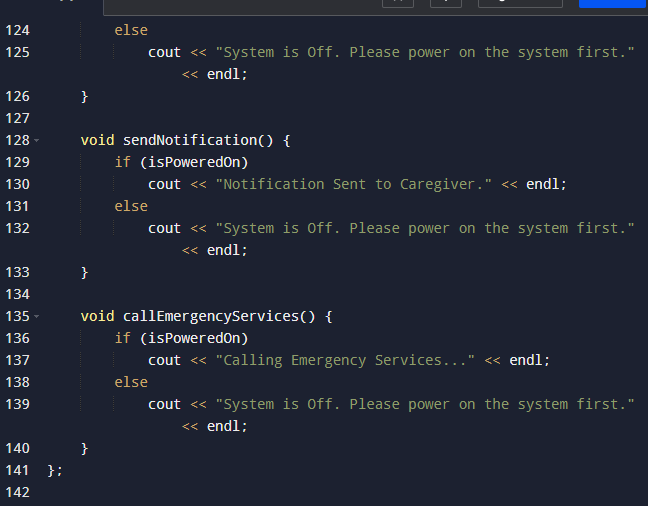 124 else
125 cout << "System is Off. Please power on the system first."
<< endl;
126 }
127
128 void sendNotification() {
129 if (isPoweredOn)
130 cout << "Notification Sent to Caregiver." << endl;
131 else
132 cout << "System is Off. Please power on the system first."
<< endl;
133 }
134
135 void callEmergencyServices() {
136 if (isPoweredOn)
137 cout << "Calling Emergency Services..." << endl;
138 else
139 cout << "System is Off. Please power on the system first."
<< endl;
140 }
141 };
142